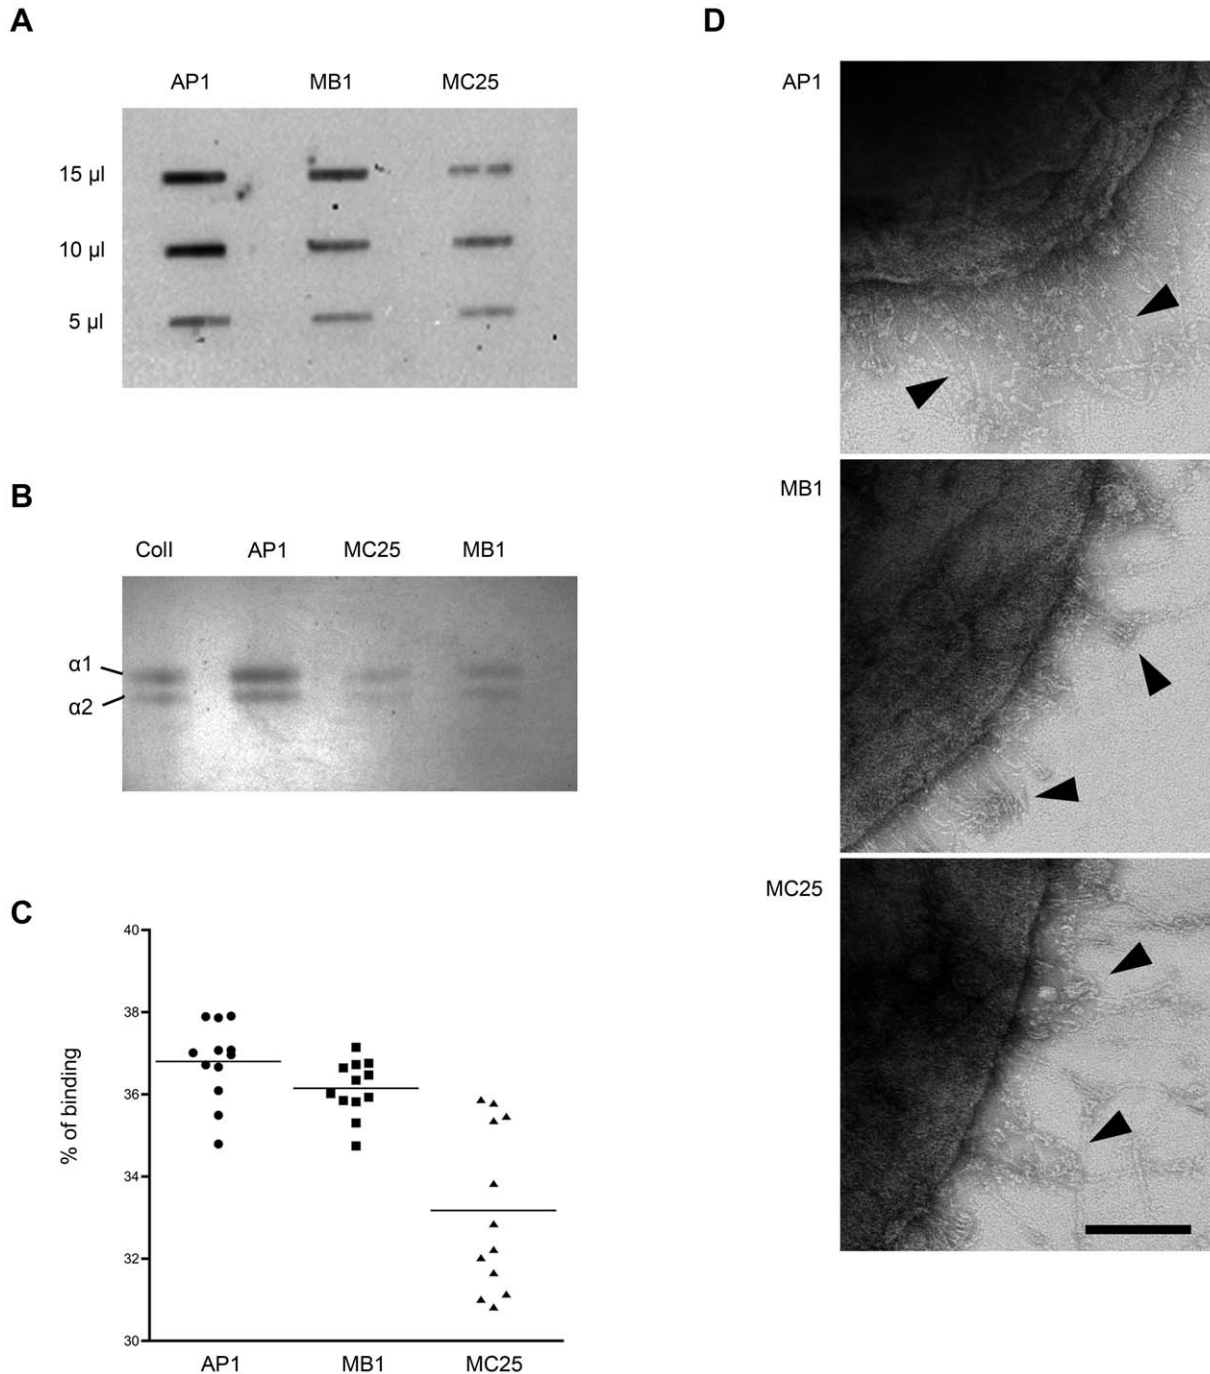 A
AP1 MB1 MC25
15 µl
10 µl
5 µl
B
Coll AP1 MC25 MB1
α1
α2
C
% of binding
40
38
36
34
32
30
AP1 MB1 MC25
D
AP1
MB1
MC25